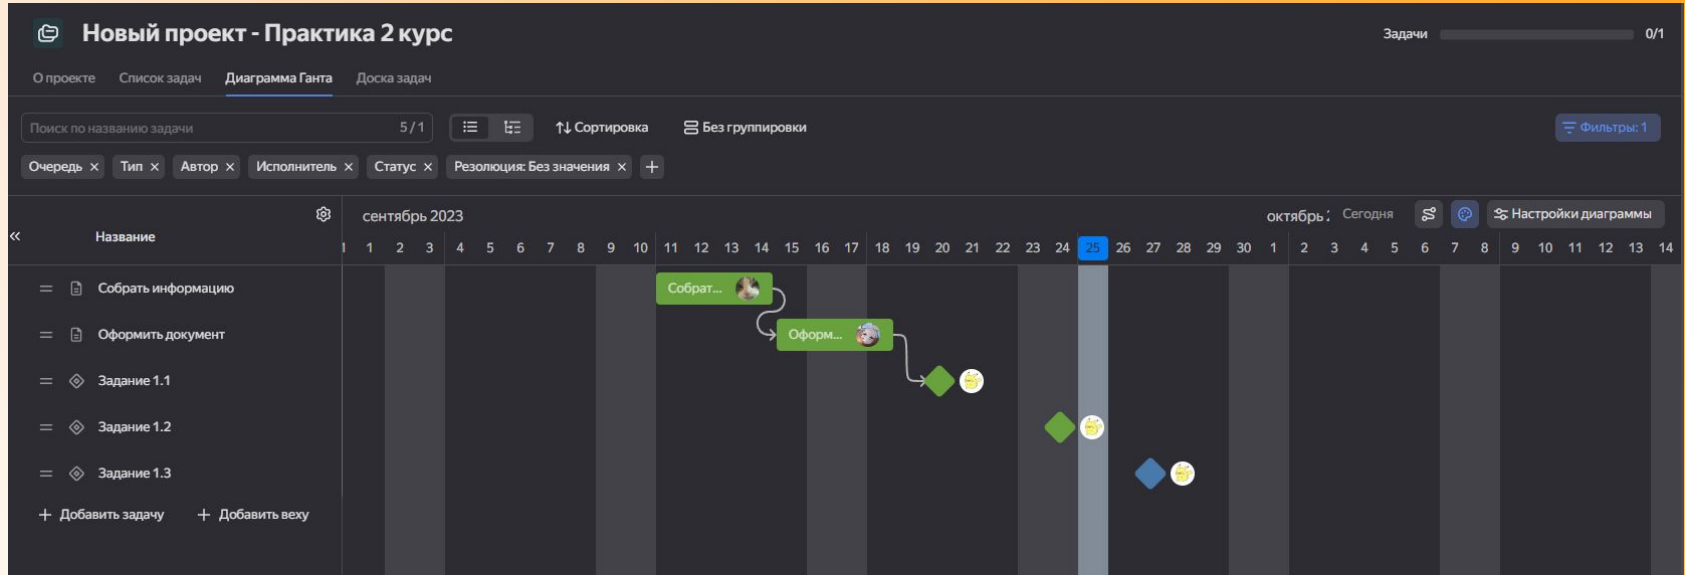 Новый проект - Практика 2 курс
Задачи 0/1
О проекте Список задач Диаграмма Ганта Доска задач
Поиск по названию задачи 5/1 Сортировка Без группировки Фильтры: 1
Очередь × Тип × Автор × Исполнитель × Статус × Резолюция: Без значения × +
сентябрь 2023 октябрь 2 Сегодня Настройки диаграммы
« Название
1 1 2 3 4 5 6 7 8 9 10 11 12 13 14 15 16 17 18 19 20 21 22 23 24 25 26 27 28 29 30 1 2 3 4 5 6 7 8 9 10 11 12 13 14
Собрать информацию Собрат...
Оформить документ Оформ...
Задание 1.1
Задание 1.2
Задание 1.3
+ Добавить задачу + Добавить веху